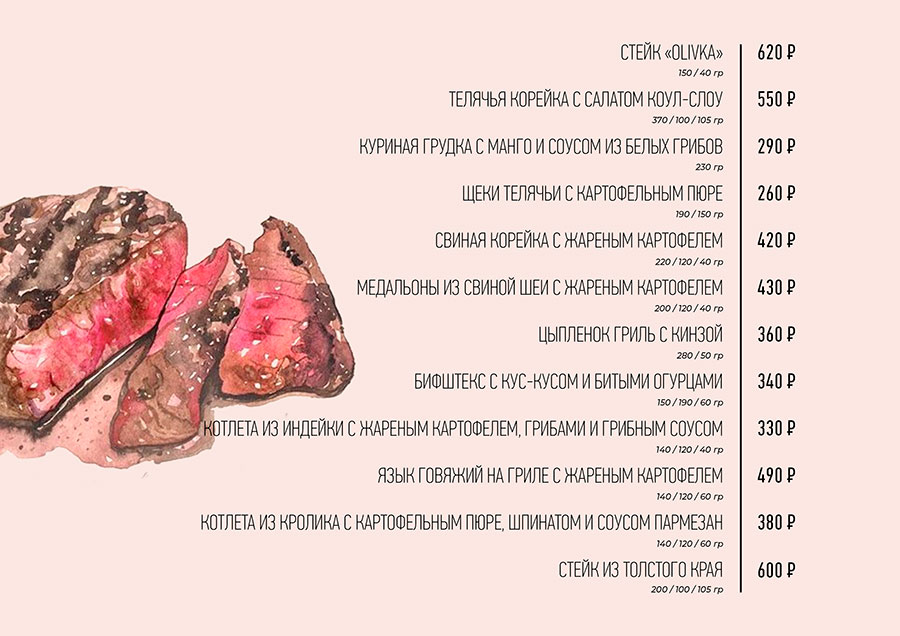 СТЕЙК «OLIVKA» 620 ₽
150 / 40 гр
ТЕЛЯЧЬЯ КОРЕЙКА С САЛАТОМ КОУЛ-СЛОУ 550 ₽
370 / 100 / 105 гр
КУРИНАЯ ГРУДКА С МАНГО И СОУСОМ ИЗ БЕЛЫХ ГРИБОВ 290 ₽
230 гр
ЩЕКИ ТЕЛЯЧЬИ С КАРТОФЕЛЬНЫМ ПЮРЕ 260 ₽
190 / 150 гр
СВИНАЯ КОРЕЙКА С ЖАРЕНЫМ КАРТОФЕЛЕМ 420 ₽
220 / 120 / 40 гр
МЕДАЛЬОНЫ ИЗ СВИНОЙ ШЕИ С ЖАРЕНЫМ КАРТОФЕЛЕМ 430 ₽
200 / 120 / 40 гр
ЦЫПЛЕНОК ГРИЛЬ С КИНЗОЙ 360 ₽
280 / 50 гр
БИФШТЕКС С КУС-КУСОМ И БИТЫМИ ОГУРЦАМИ 340 ₽
150 / 190 / 60 гр
КОТЛЕТА ИЗ ИНДЕЙКИ С ЖАРЕНЫМ КАРТОФЕЛЕМ, ГРИБАМИ И ГРИБНЫМ СОУСОМ 330 ₽
140 / 120 / 40 гр
ЯЗЫК ГОВЯЖИЙ НА ГРИЛЕ С ЖАРЕНЫМ КАРТОФЕЛЕМ 490 ₽
140 / 120 / 60 гр
КОТЛЕТА ИЗ КРОЛИКА С КАРТОФЕЛЬНЫМ ПЮРЕ, ШПИНАТОМ И СОУСОМ ПАРМЕЗАН 380 ₽
140 / 120 / 60 гр
СТЕЙК ИЗ ТОЛСТОГО КРАЯ 600 ₽
200 / 100 / 105 гр